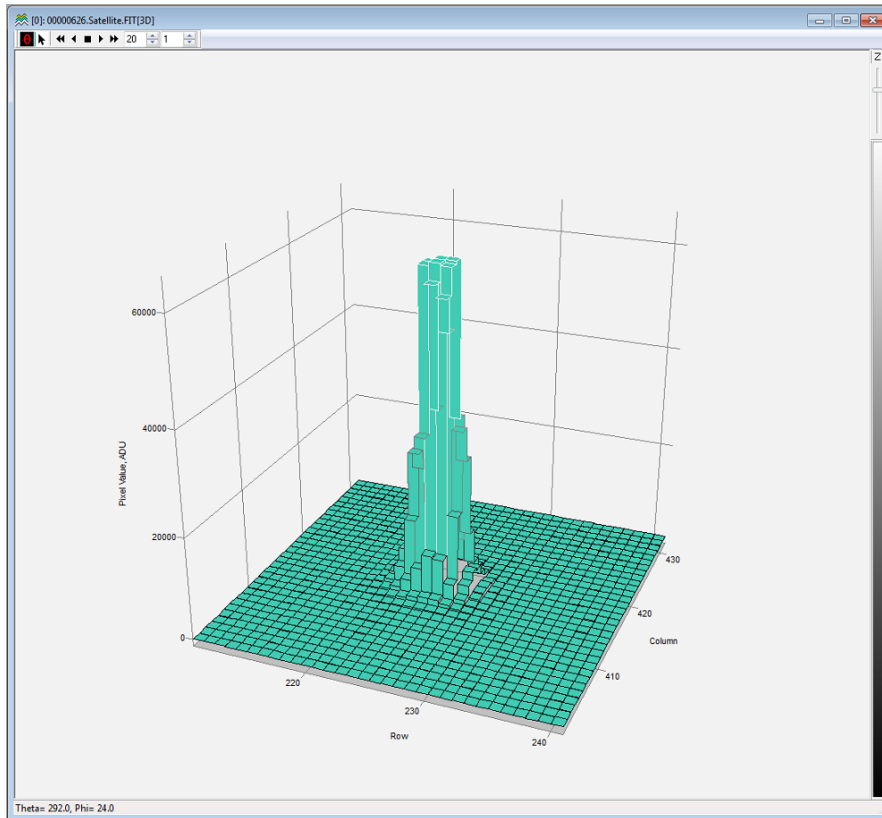 [0]: 00000626.Satellite.FIT[3D]
20 1
Z
60000
40000
Pixel Value, ADU
20000
0
430
420
Column
410
220
230
Row
240
Theta= 292.0, Phi= 24.0